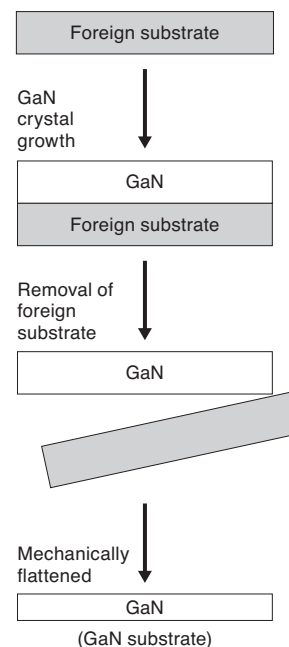 Foreign substrate
GaN
crystal
growth
GaN
Foreign substrate
Removal of
foreign
substrate
GaN
Mechanically
flattened
GaN
(GaN substrate)